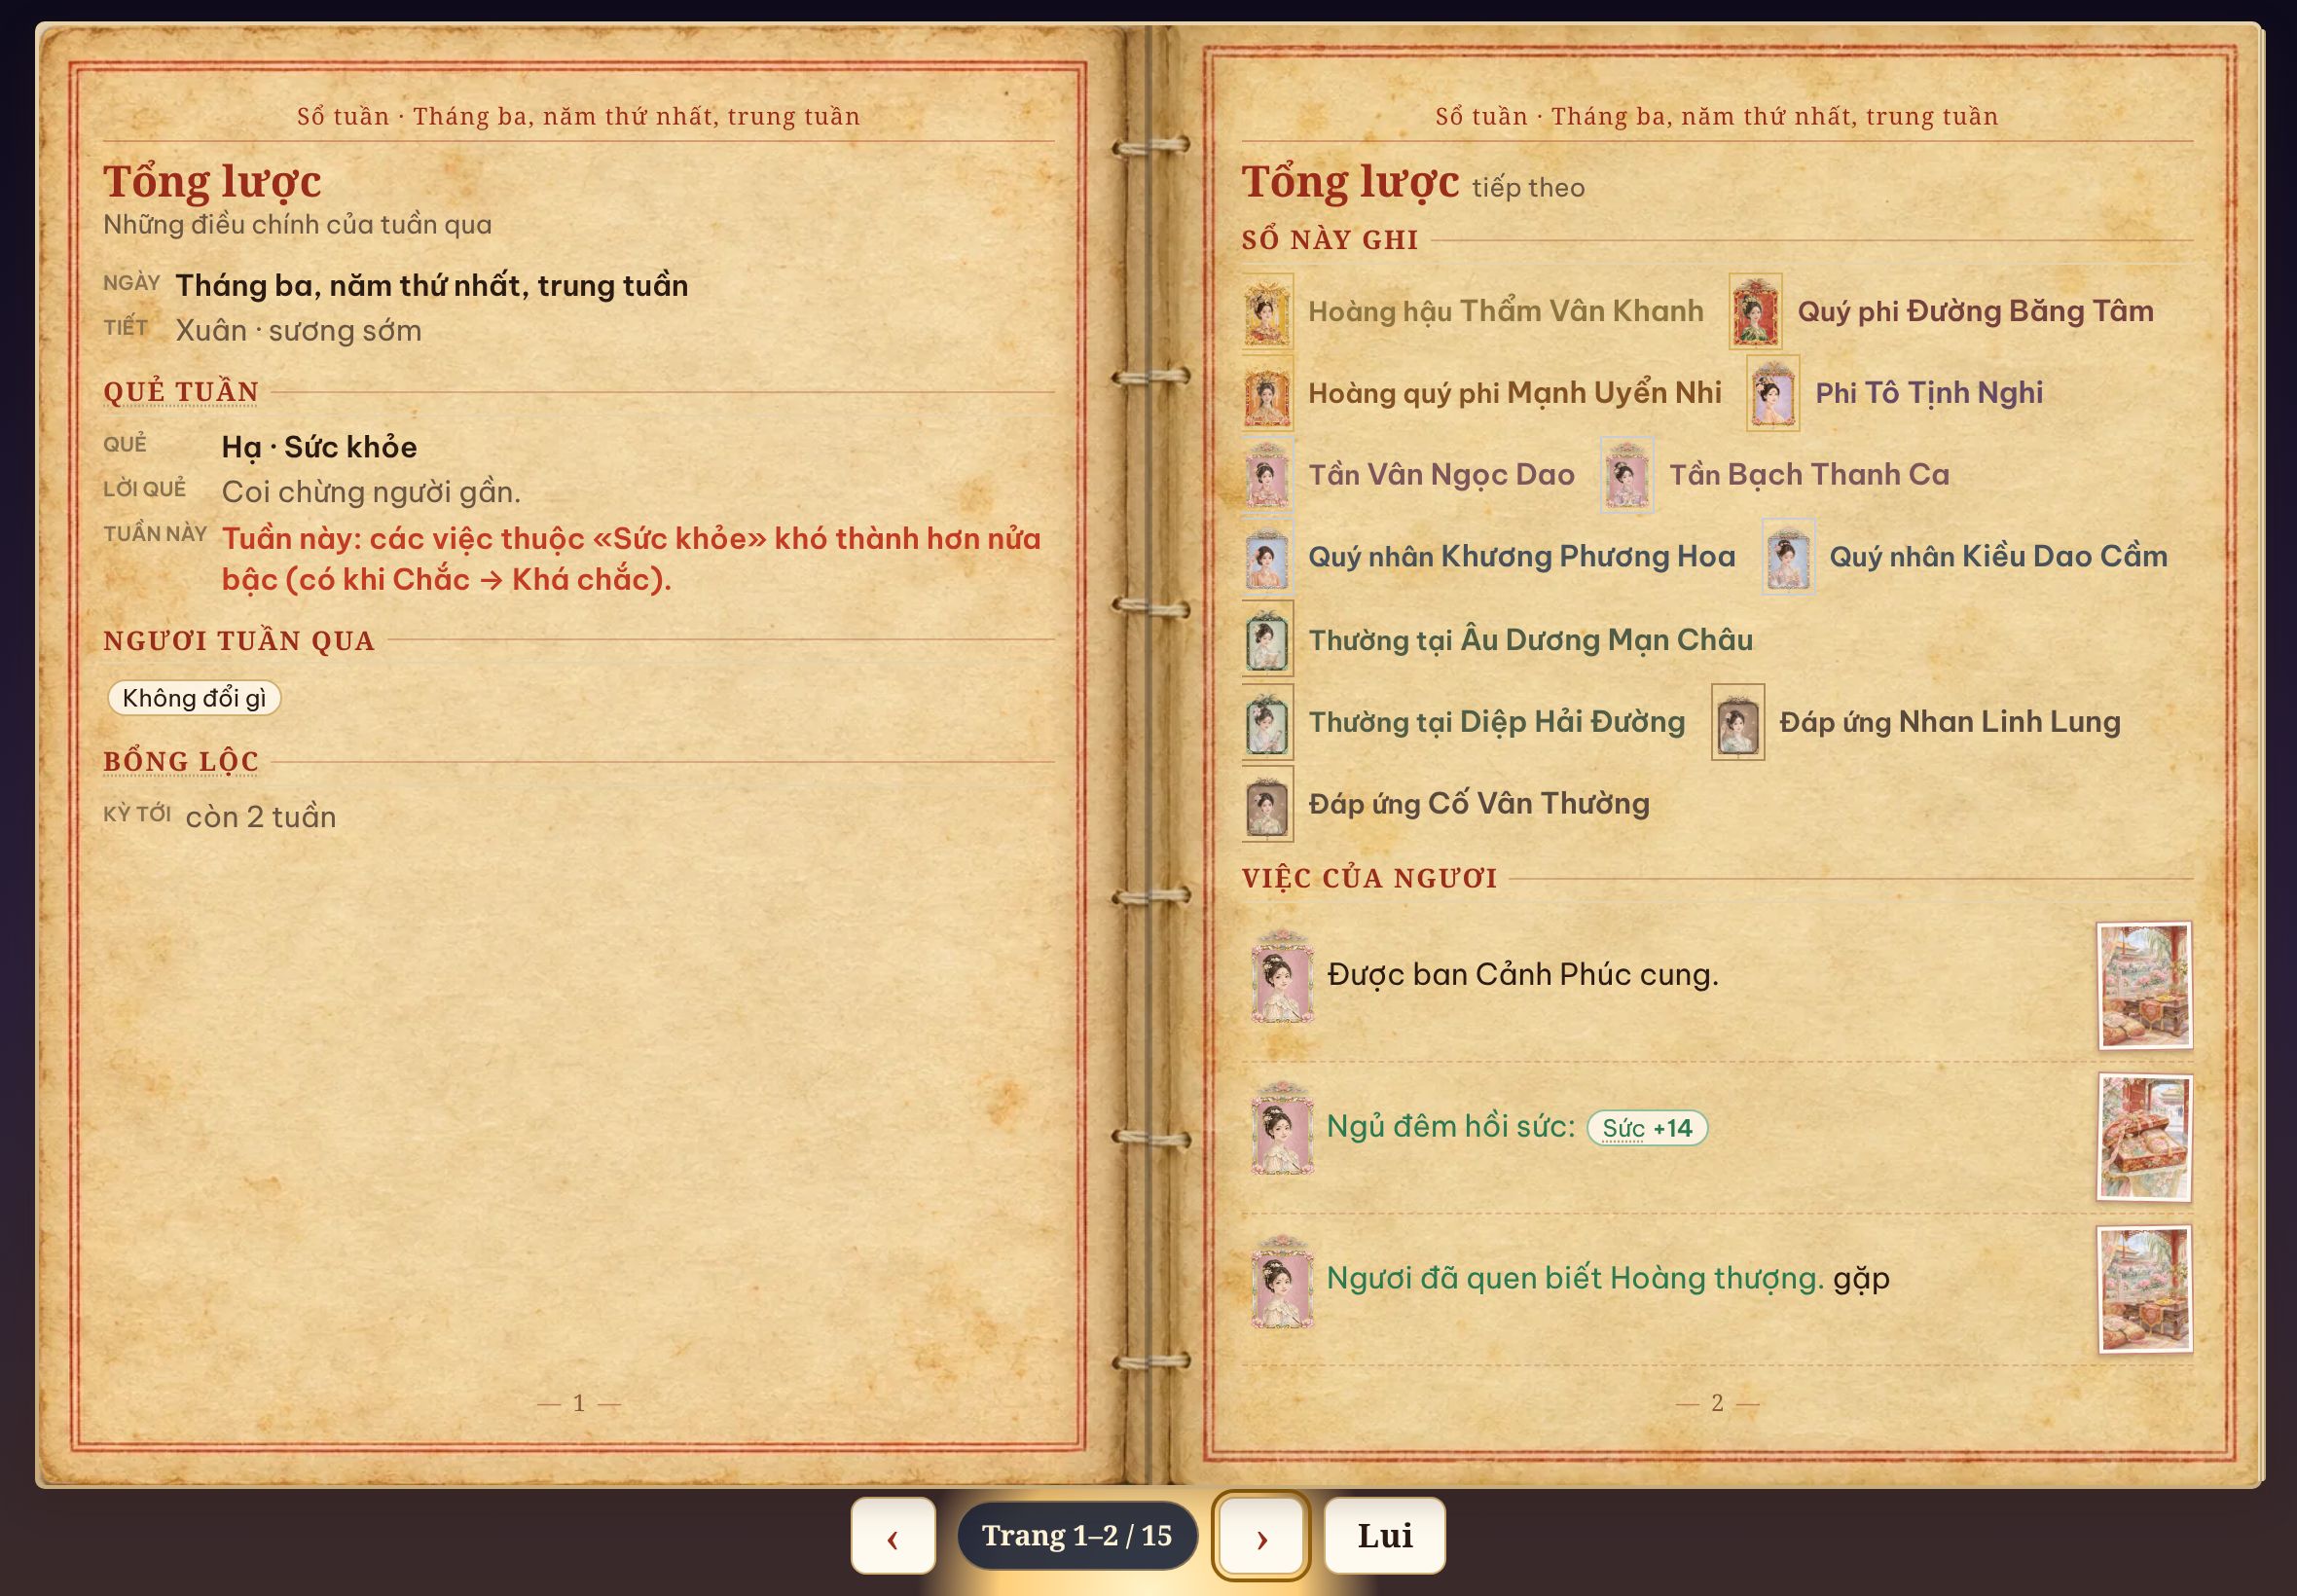 Sổ tuần · Tháng ba, năm thứ nhất, trung tuần
Tổng lược
Những điều chính của tuần qua
NGÀY Tháng ba, năm thứ nhất, trung tuần
TIẾT Xuân · sương sớm
QUẺ TUẦN
QUẺ Hạ · Sức khỏe
LỜI QUẺ Coi chừng người gần.
TUẦN NÀY Tuần này: các việc thuộc «Sức khỏe» khó thành hơn nửa
bậc (có khi Chắc → Khá chắc).
NGƯƠI TUẦN QUA
Không đổi gì
BỔNG LỘC
KỲ TỚI còn 2 tuần
— 1 —
Sổ tuần · Tháng ba, năm thứ nhất, trung tuần
Tổng lược tiếp theo
SỔ NÀY GHI
Hoàng hậu Thẩm Vân Khanh Quý phi Đường Băng Tâm
Hoàng quý phi Mạnh Uyển Nhi Phi Tô Tịnh Nghi
Tần Vân Ngọc Dao Tần Bạch Thanh Ca
Quý nhân Khương Phương Hoa Quý nhân Kiều Dao Cầm
Thường tại Âu Dương Mạn Châu
Thường tại Diệp Hải Đường Đáp ứng Nhan Linh Lung
Đáp ứng Cố Vân Thường
VIỆC CỦA NGƯƠI
Được ban Cảnh Phúc cung.
Ngủ đêm hồi sức: Sức +14
Ngươi đã quen biết Hoàng thượng. gặp
— 2 —
‹ Trang 1–2 / 15 › Lui